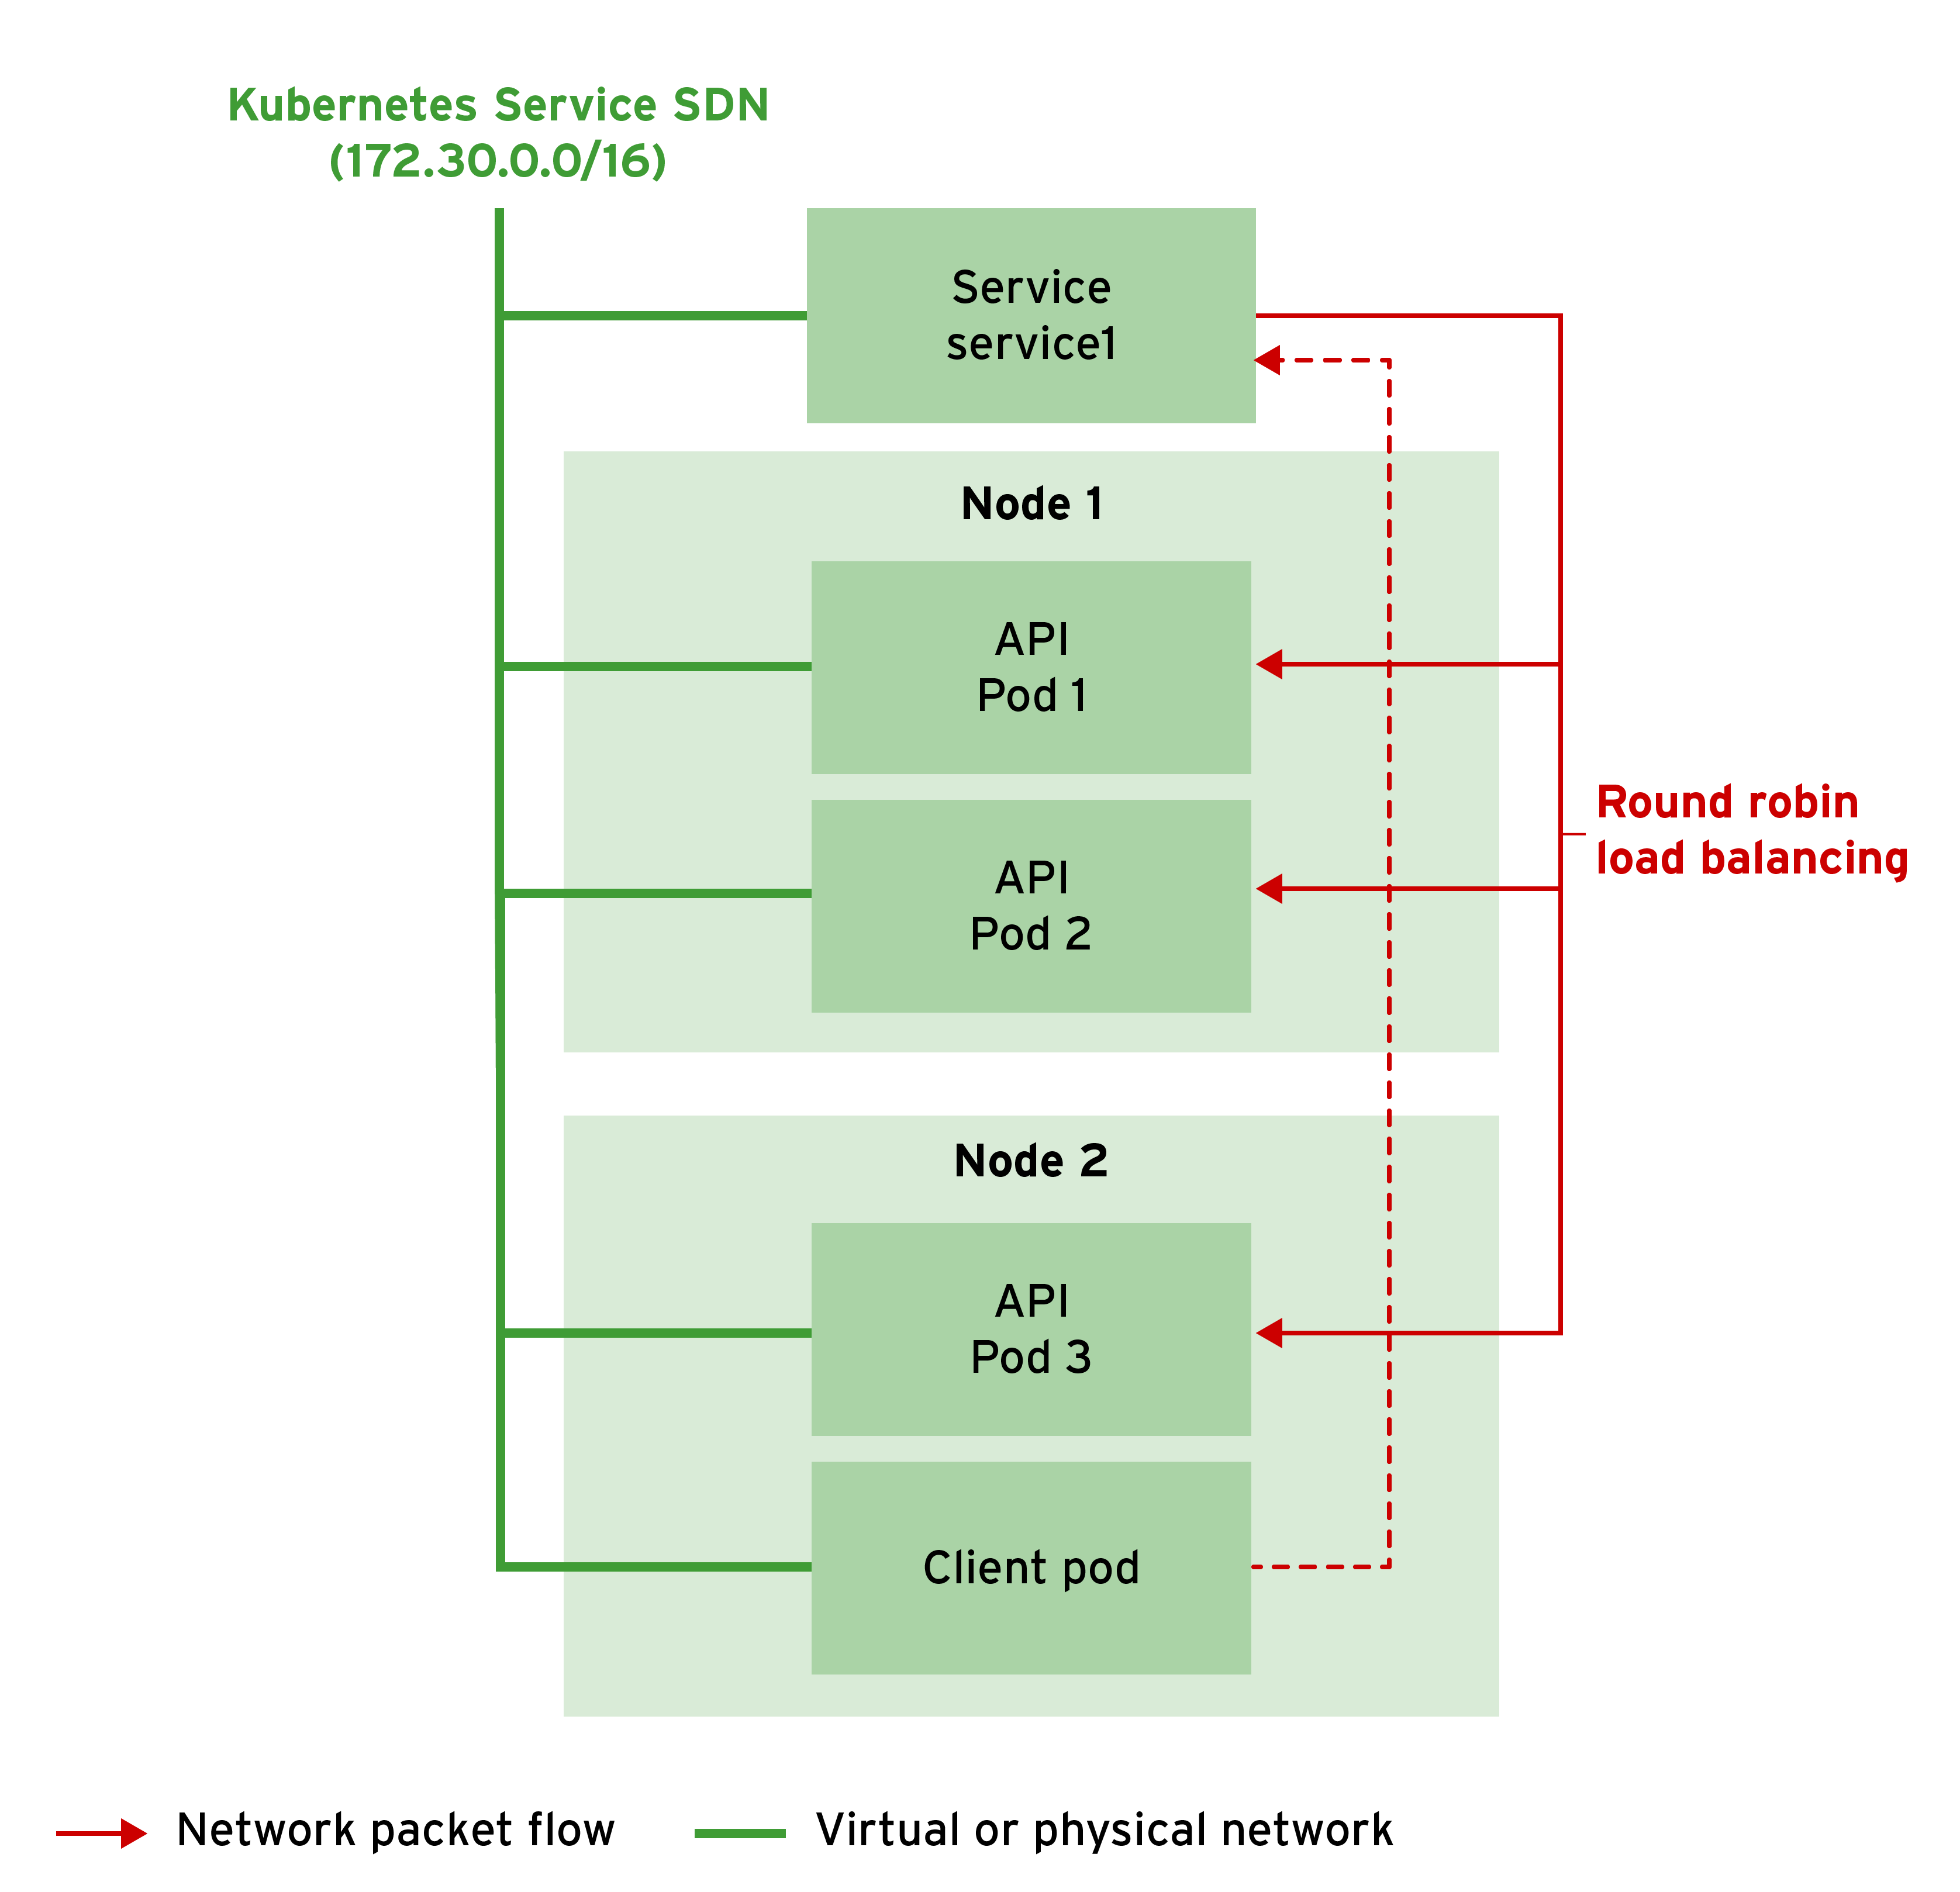 Kubernetes Service SDN
(172.30.0.0/16)
Service
service1
Node 1
API
Pod 1
API
Pod 2
Round robin
load balancing
Node 2
API
Pod 3
Client pod
Network packet flow
Virtual or physical network